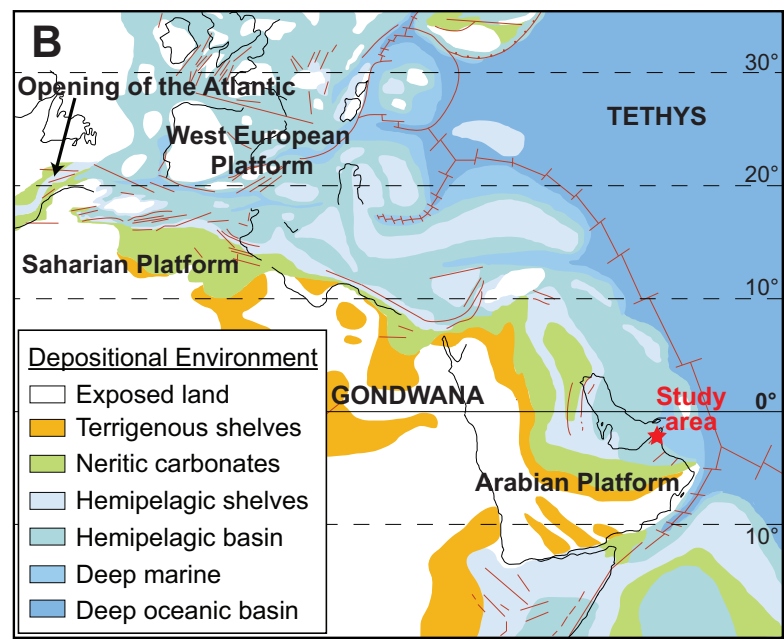 B
30°
Opening of the Atlantic
TETHYS
West European
Platform
20°
Saharian Platform
10°
Depositional Environment
Exposed land
Terrigenous shelves
Neritic carbonates
Hemipelagic shelves
Hemipelagic basin
Deep marine
Deep oceanic basin
GONDWANA
Study
area
0°
Arabian Platform
10°